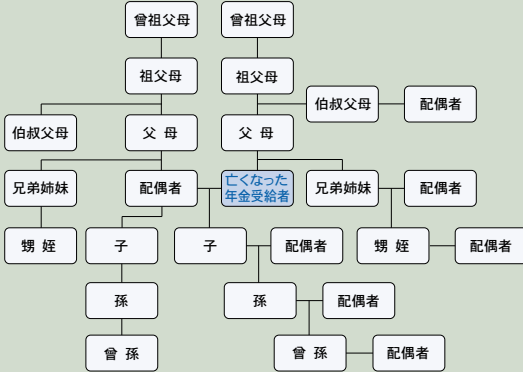 曾祖父母
曾祖父母
祖父母
祖父母
伯叔父母
配偶者
伯叔父母
父 母
父 母
兄弟姉妹
配偶者
亡くなった
年金受給者
兄弟姉妹
配偶者
甥 姪
子
子
配偶者
甥 姪
配偶者
孫
孫
配偶者
曾 孫
曾 孫
配偶者